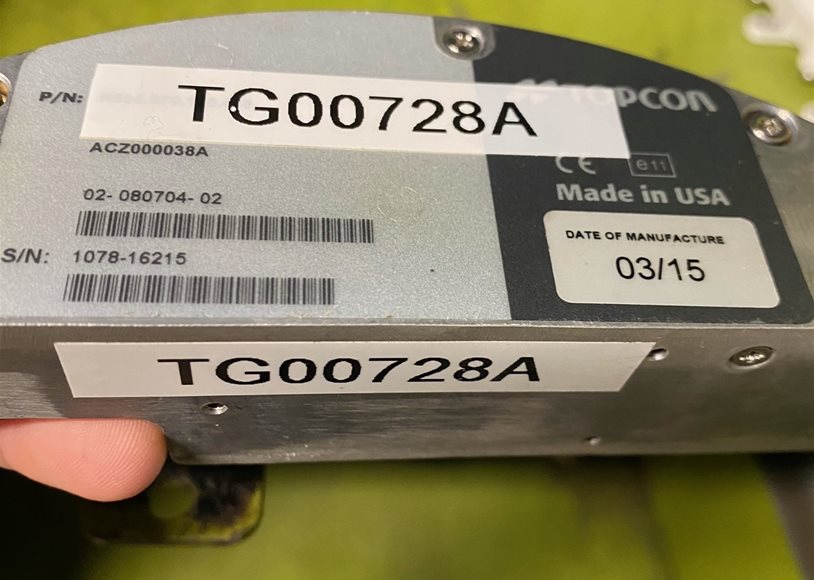 P/N:
TG00728A
TOPCON
ACZ000038A
CE e11
Made in USA
02- 080704- 02
S/N: 1078-16215
DATE OF MANUFACTURE
03/15
TG00728A